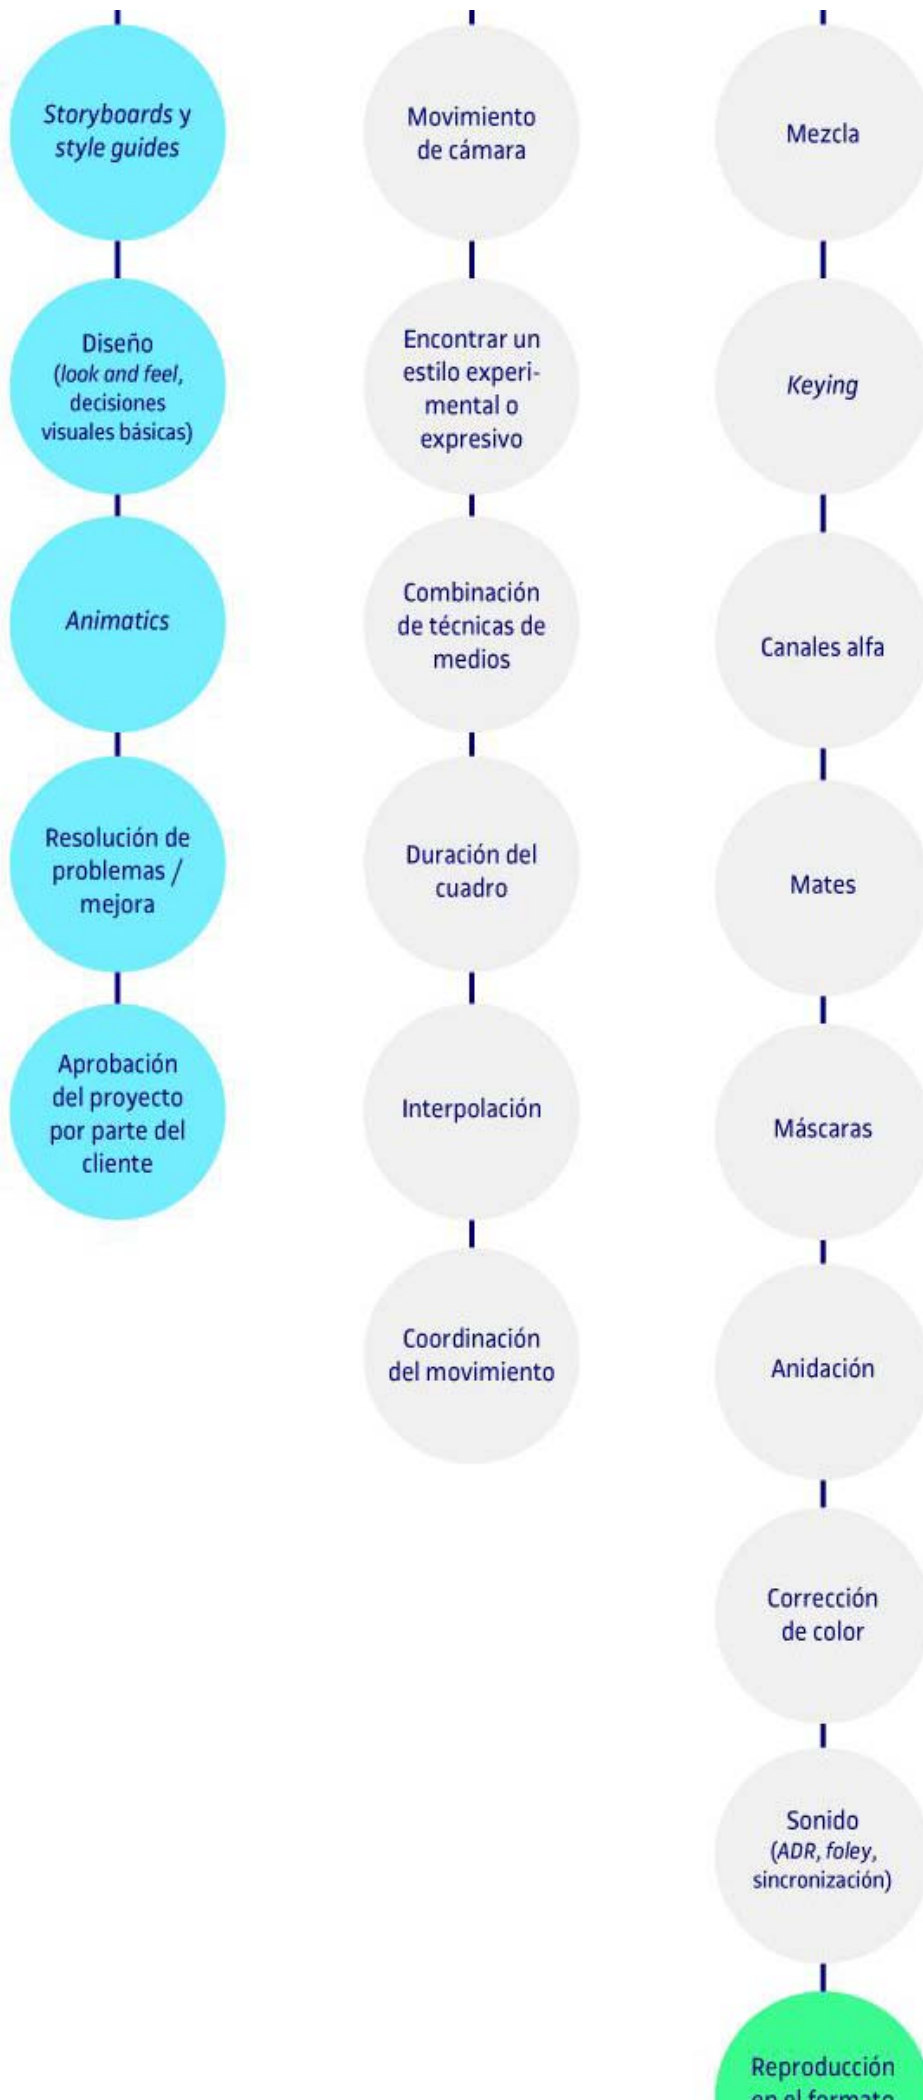 Storyboards y
style guides
Diseño
(look and feel,
decisiones
visuales básicas)
Animatics
Resolución de
problemas /
mejora
Aprobación
del proyecto
por parte del
cliente
Movimiento
de cámara
Encontrar un
estilo experi-
mental o
expresivo
Combinación
de técnicas de
medios
Duración del
cuadro
Interpolación
Coordinación
del movimiento
Mezcla
Keying
Canales alfa
Mates
Máscaras
Anidación
Corrección
de color
Sonido
(ADR, foley,
sincronización)
Reproducción
en el formato